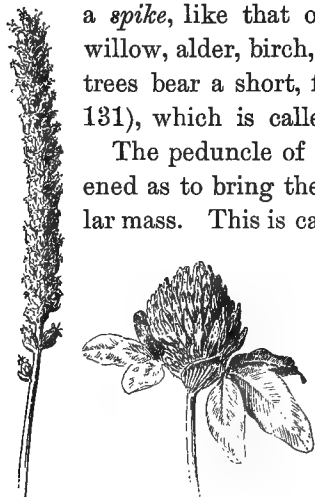 a spike, like that o
willow, alder, birch,
trees bear a short, f
131), which is calle
The peduncle of
ened as to bring the
lar mass. This is ca